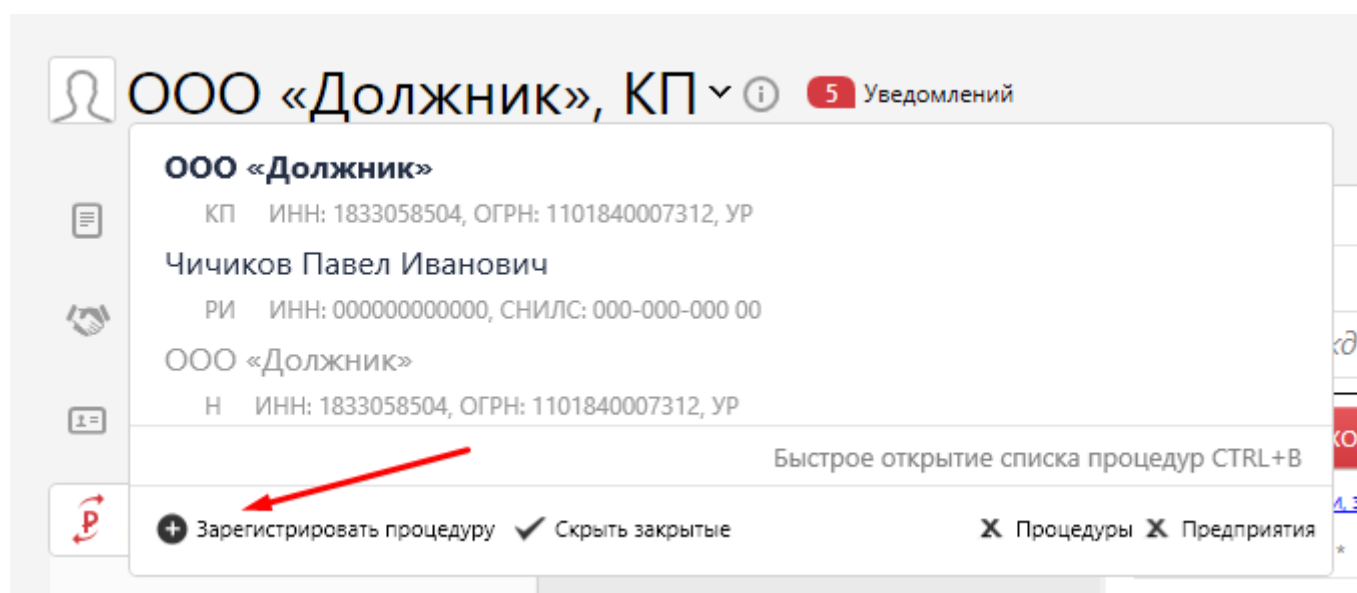 ООО «Должник», КП 5 Уведомлений
ООО «Должник»
КП ИНН: 1833058504, ОГРН: 1101840007312, УР
Чичиков Павел Иванович
РИ ИНН: 000000000000, СНИЛС: 000-000-000 00
ООО «Должник»
Н ИНН: 1833058504, ОГРН: 1101840007312, УР
Быстрое открытие списка процедур CTRL+B
Зарегистрировать процедуру Скрыть закрытые X Процедуры X Предприятия
*